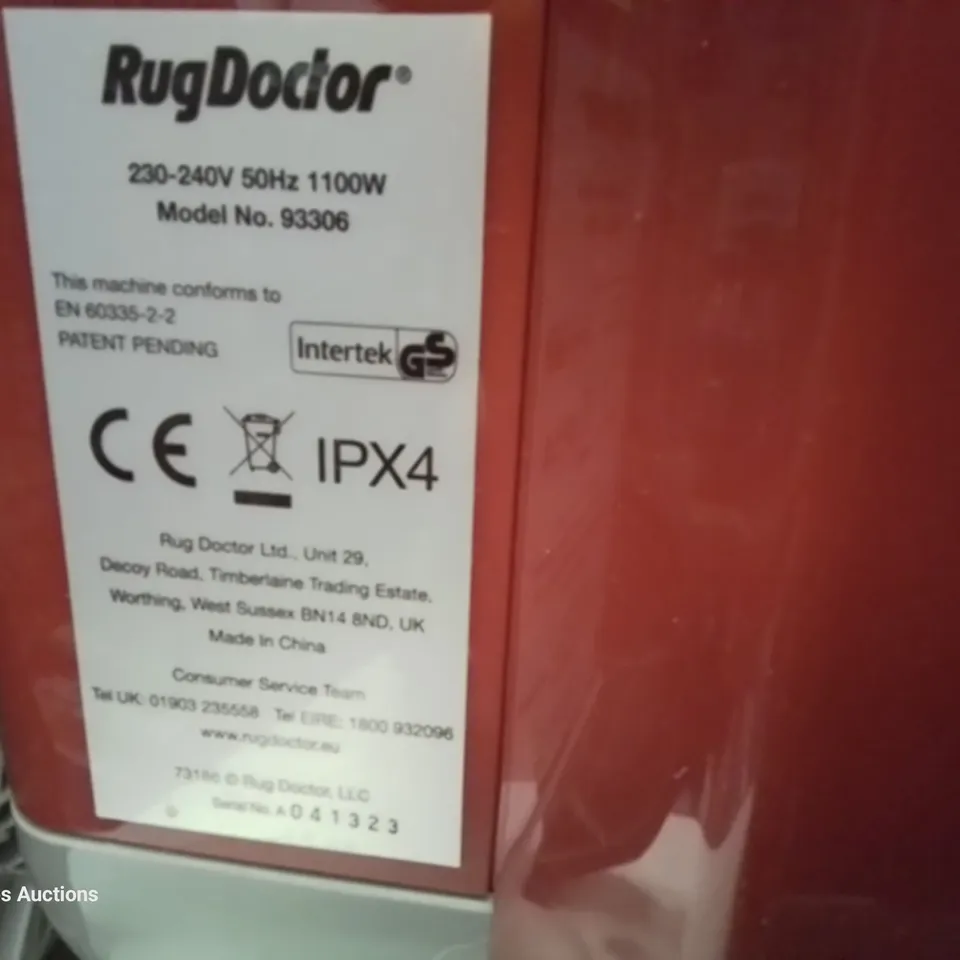 RugDoctor®
230-240V 50Hz 1100W
Model No. 93306
This machine conforms to
EN 60335-2-2
PATENT PENDING
Intertek GS
CE IPX4
Rug Doctor Ltd., Unit 29,
Decoy Road, Timberlaine Trading Estate,
Worthing, West Sussex BN14 8ND, UK
Made In China
Consumer Service Team
Tel UK: 01903 235558 Tel EIRE: 1800 932096
www.rugdoctor.eu
© Rug Doctor, LLC
Serial No. A 041323
s Auctions